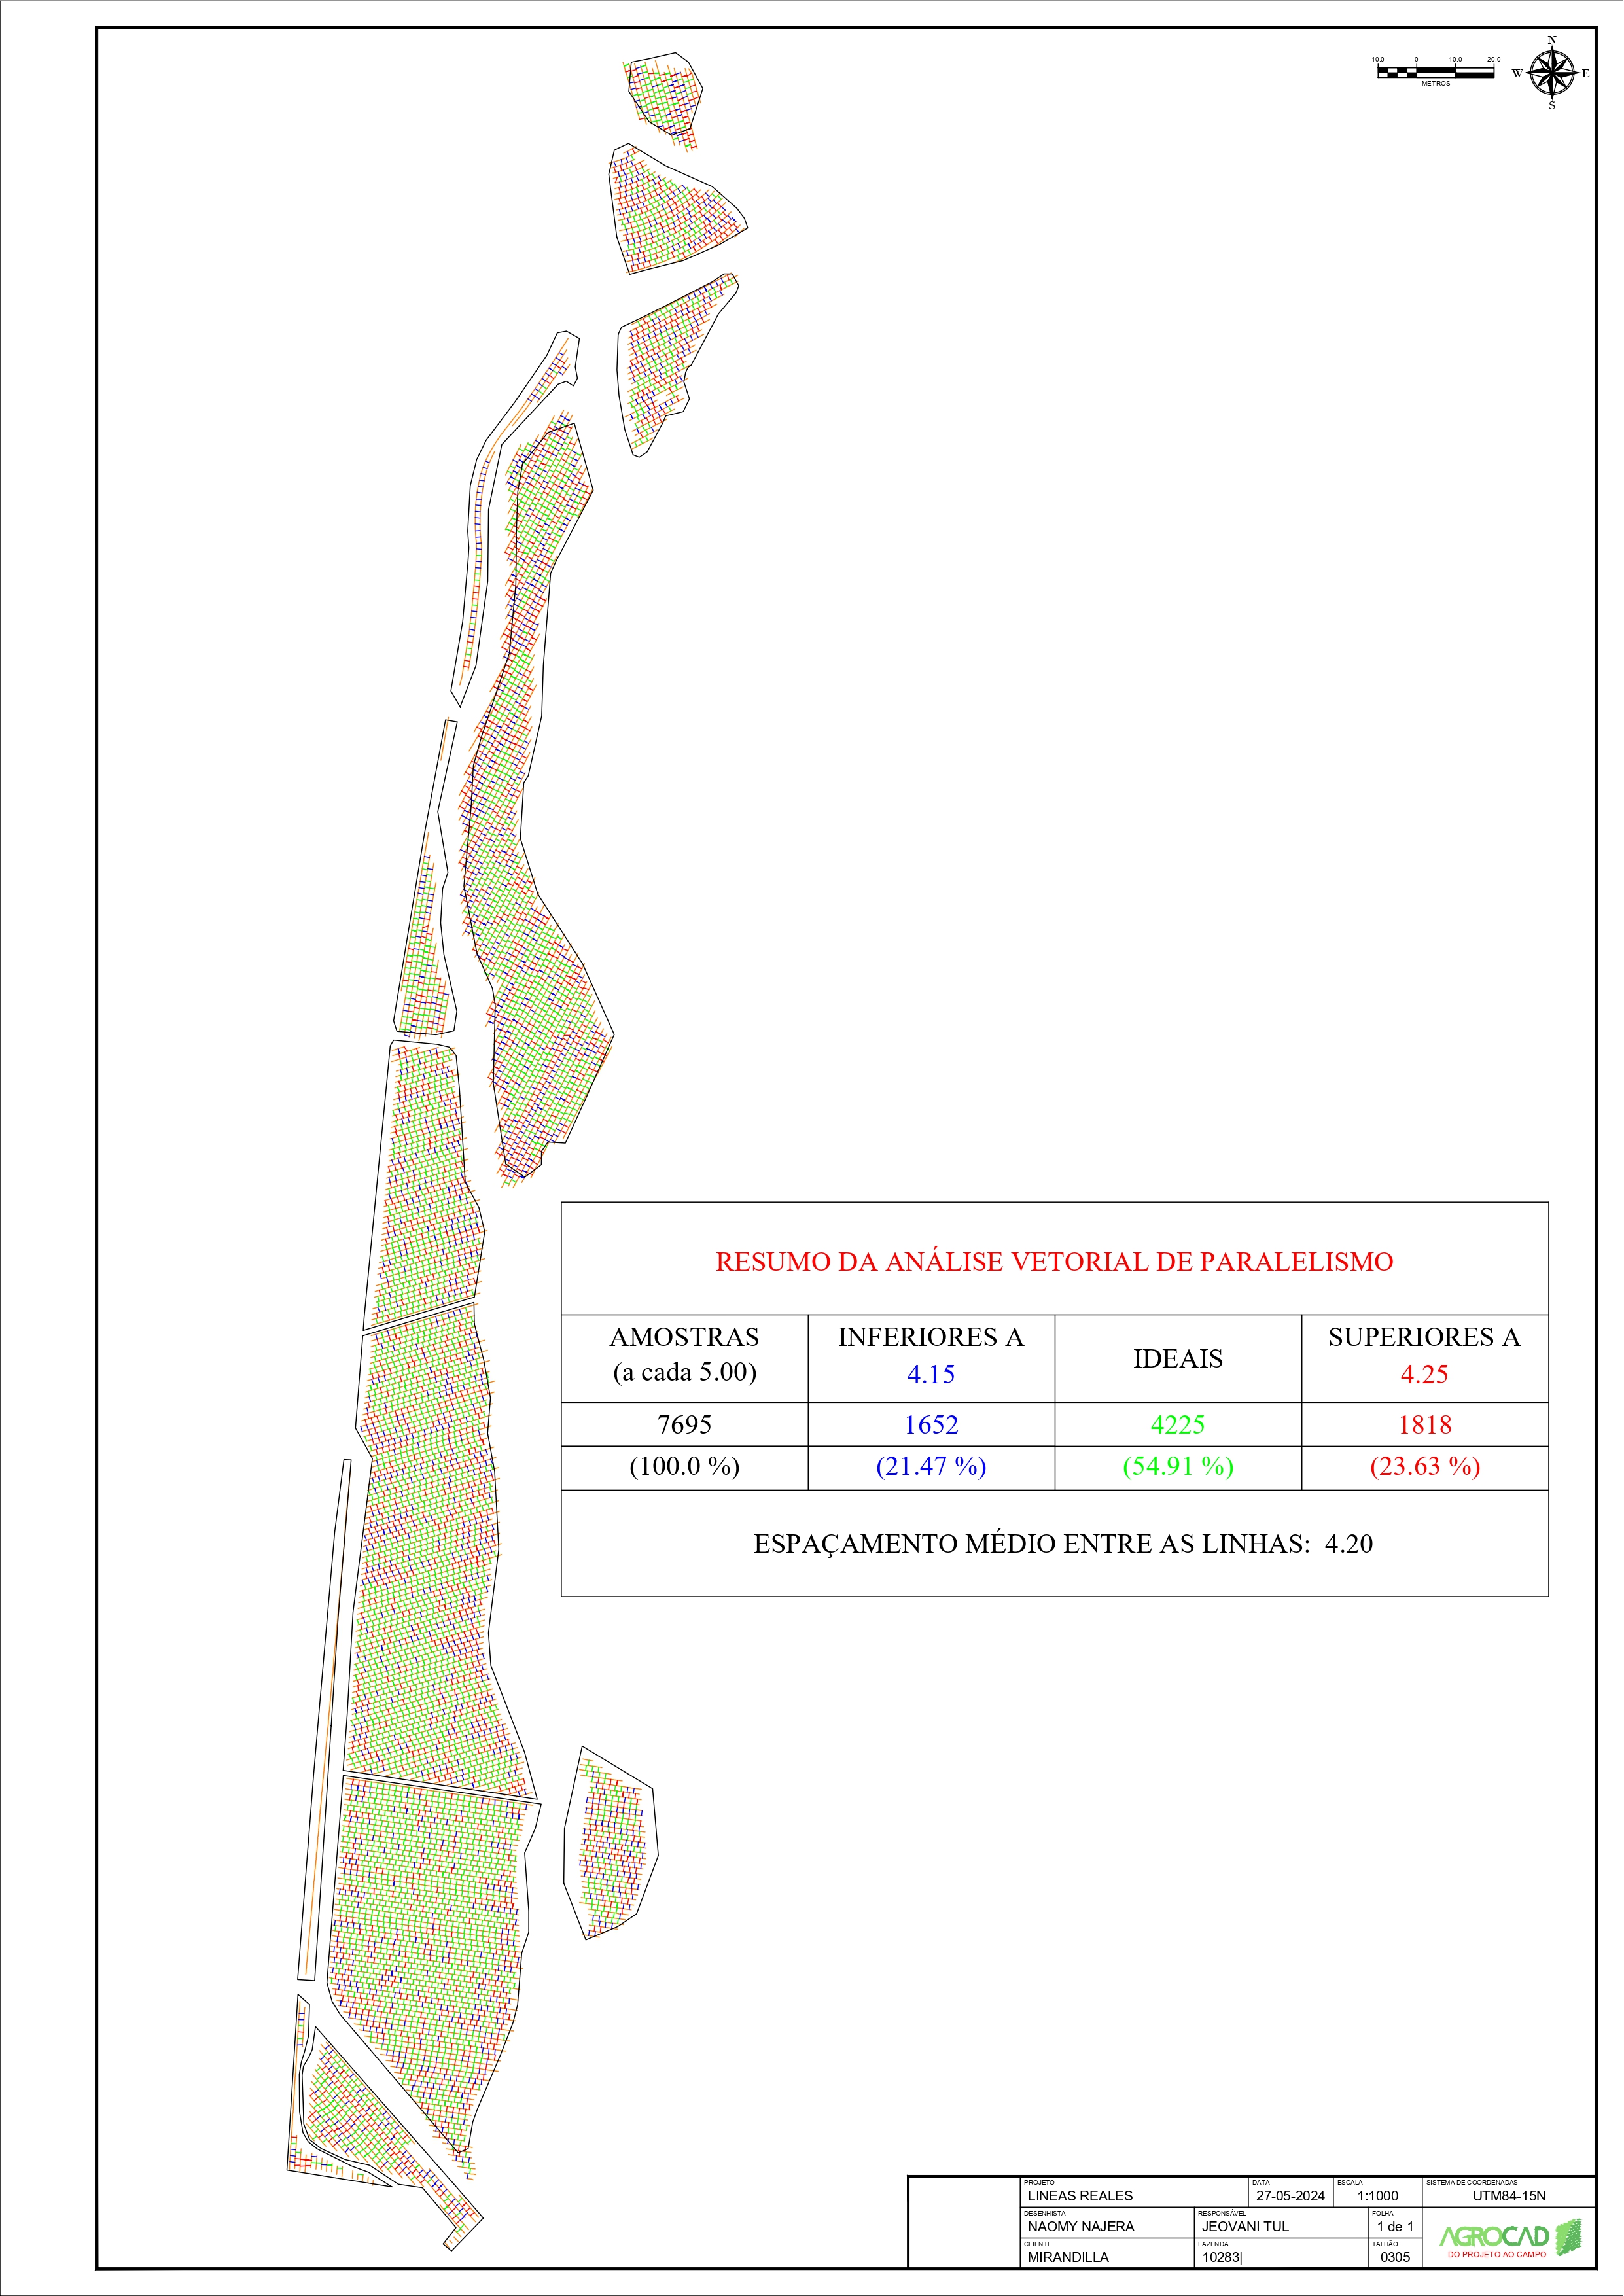 N
10.0 0 10.0 20.0
W E
METROS
S
RESUMO DA ANÁLISE VETORIAL DE PARALELISMO
AMOSTRAS
(a cada 5.00)
INFERIORES A
4.15
IDEAIS
SUPERIORES A
4.25
7695 1652 4225 1818
(100.0 %) (21.47 %) (54.91 %) (23.63 %)
ESPAÇAMENTO MÉDIO ENTRE AS LINHAS: 4.20
PROJETO DATA ESCALA SISTEMA DE COORDENADAS
LINEAS REALES 27-05-2024 1:1000 UTM84-15N
DESENHISTA RESPONSÁVEL FOLHA
NAOMY NAJERA JEOVANI TUL 1 de 1
CLIENTE FAZENDA TALHÃO
MIRANDILLA 10283| 0305
AGROCAD
DO PROJETO AO CAMPO